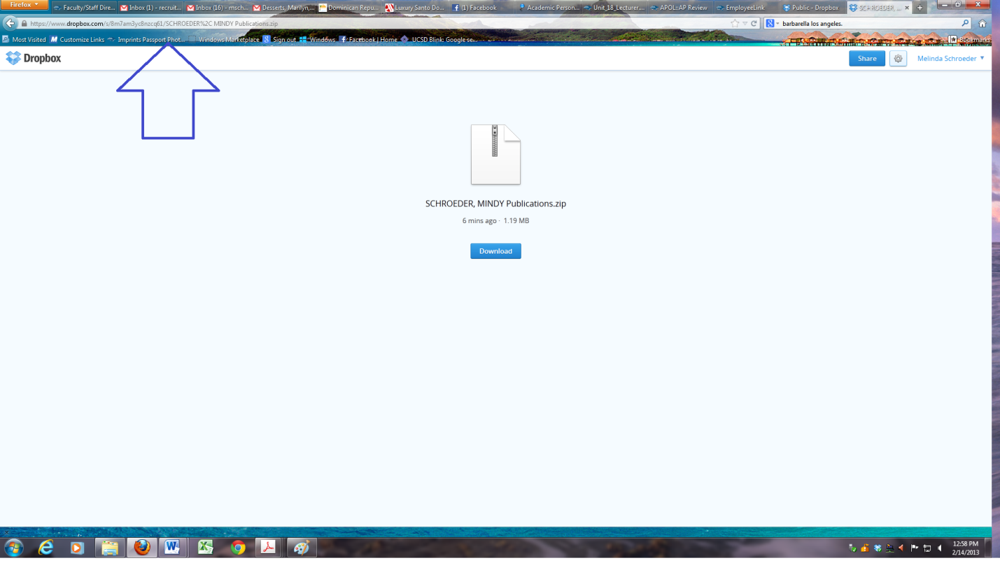 Firefox
Faculty/Staff Dire... Inbox (1) - recruit... Inbox (16) - msch... Desserts, Marilyn,... Dominican Repu... Luxury Santo Do... (1) Facebook Academic Person... Unit_18_Lecturer.... APOL::AP Review EmployeeLink Public - Dropbox SCHROEDER, ...
https://www.dropbox.com/s/8m7am3yc8nzcq61/SCHROEDER%2C MINDY Publications.zip barbarella los angeles.
Most Visited Customize Links Imprints Passport Phot... Windows Marketplace Sign out Windows Facebook | Home UCSD Blink: Google se... Bookmarks
Dropbox Share Melinda Schroeder
SCHROEDER, MINDY Publications.zip
6 mins ago · 1.19 MB
Download
12:58 PM
2/14/2013